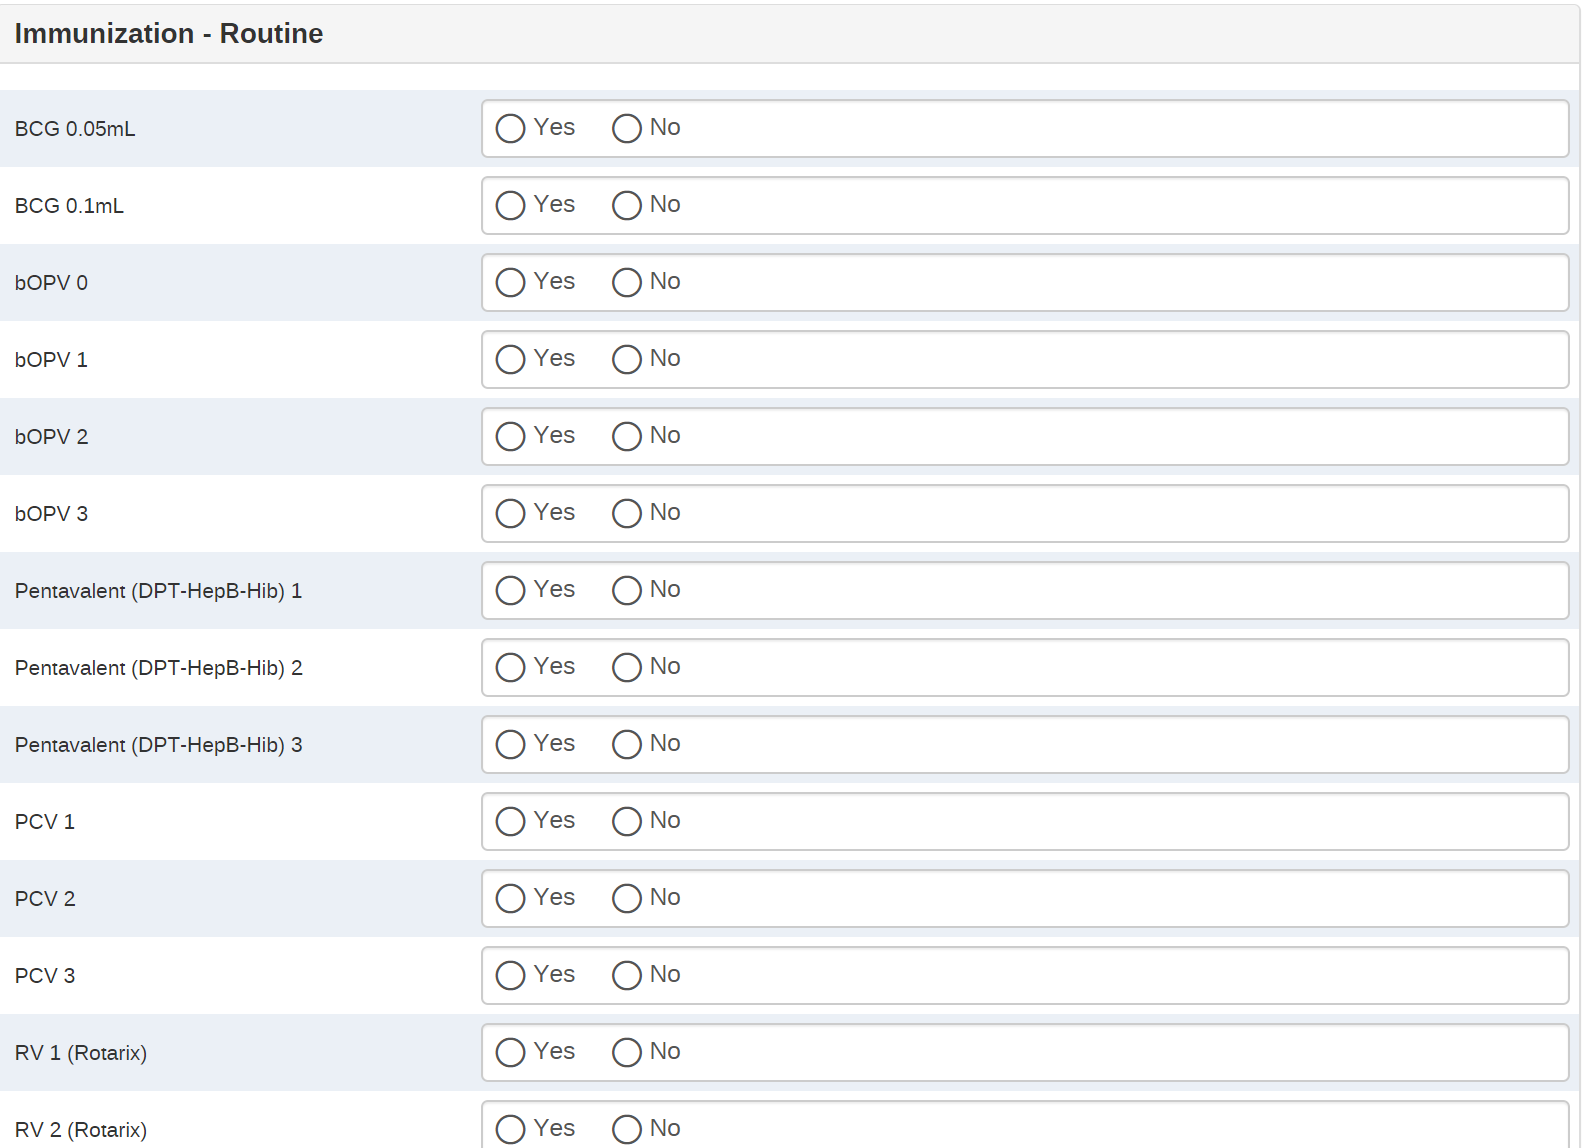 Immunization - Routine
BCG 0.05mL Yes No
BCG 0.1mL Yes No
bOPV 0 Yes No
bOPV 1 Yes No
bOPV 2 Yes No
bOPV 3 Yes No
Pentavalent (DPT-HepB-Hib) 1 Yes No
Pentavalent (DPT-HepB-Hib) 2 Yes No
Pentavalent (DPT-HepB-Hib) 3 Yes No
PCV 1 Yes No
PCV 2 Yes No
PCV 3 Yes No
RV 1 (Rotarix) Yes No
RV 2 (Rotarix) Yes No